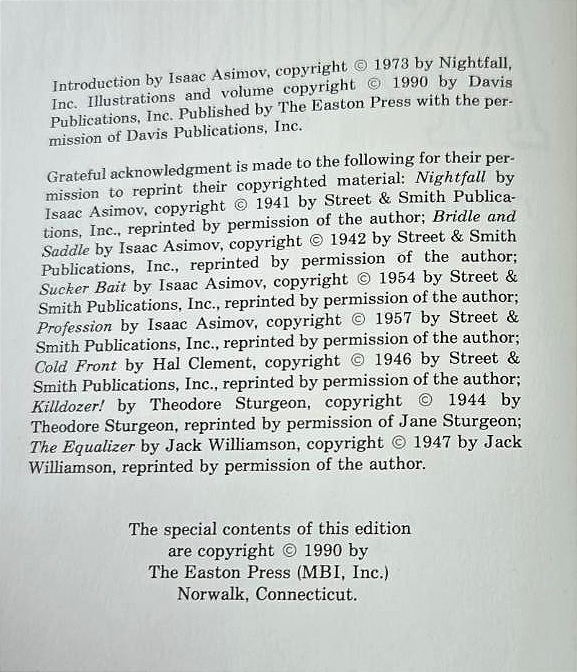 Introduction by Isaac Asimov, copyright © 1973 by Nightfall,
Inc. Illustrations and volume copyright © 1990 by Davis
Publications, Inc. Published by The Easton Press with the per-
mission of Davis Publications, Inc.
Grateful acknowledgment is made to the following for their per-
mission to reprint their copyrighted material: Nightfall by
Isaac Asimov, copyright © 1941 by Street & Smith Publica-
tions, Inc., reprinted by permission of the author; Bridle and
Saddle by Isaac Asimov, copyright © 1942 by Street & Smith
Publications, Inc., reprinted by permission of the author;
Sucker Bait by Isaac Asimov, copyright © 1954 by Street &
Smith Publications, Inc., reprinted by permission of the author;
Profession by Isaac Asimov, copyright © 1957 by Street &
Smith Publications, Inc., reprinted by permission of the author;
Cold Front by Hal Clement, copyright © 1946 by Street &
Smith Publications, Inc., reprinted by permission of the author;
Killdozer! by Theodore Sturgeon, copyright © 1944 by
Theodore Sturgeon, reprinted by permission of Jane Sturgeon;
The Equalizer by Jack Williamson, copyright © 1947 by Jack
Williamson, reprinted by permission of the author.
The special contents of this edition
are copyright © 1990 by
The Easton Press (MBI, Inc.)
Norwalk, Connecticut.